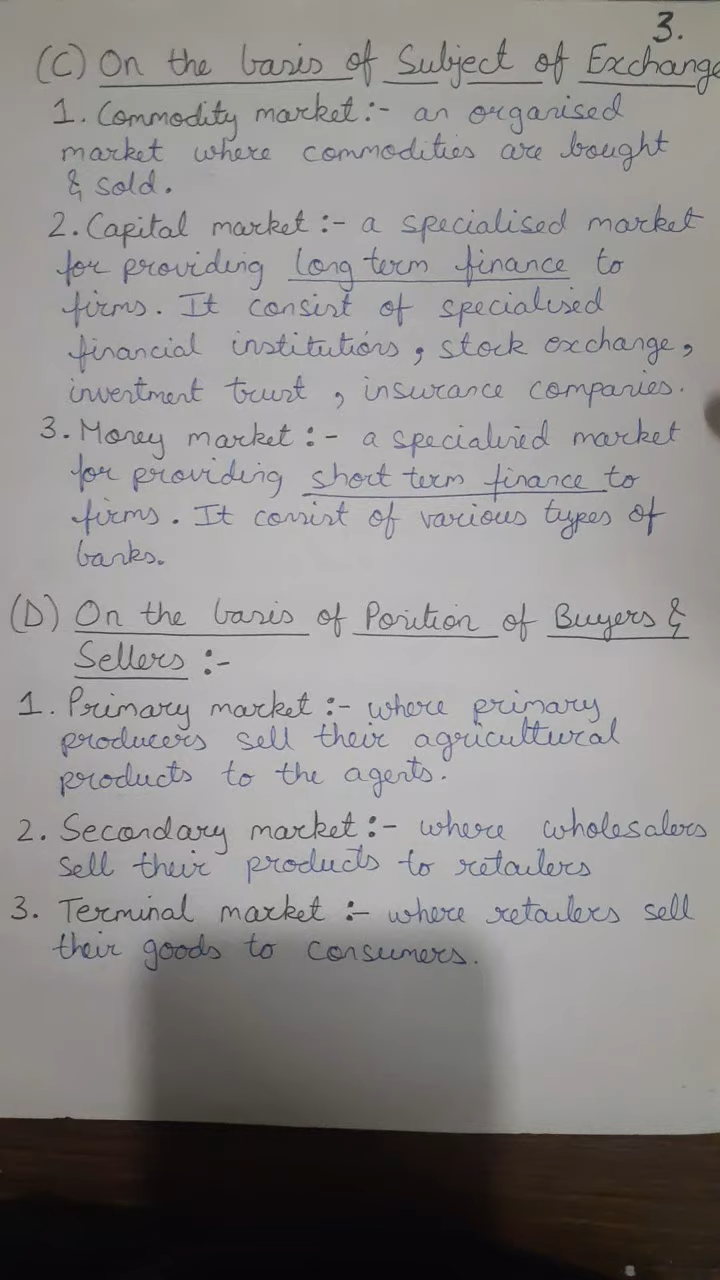 3.
(C) On the basis of Subject of Exchange
1. Commodity market :- an organised
market where commodities are bought
& sold.
2. Capital market :- a specialised market
for providing long term finance to
firms. It consist of specialised
financial institutions, stock exchange,
investment trust, insurance companies.
3. Money market :- a specialised market
for providing short term finance to
firms. It consist of various types of
banks.
(D) On the basis of Position of Buyers &
Sellers :-
1. Primary market :- where primary
producers sell their agricultural
products to the agents.
2. Secondary market :- where wholesalers
sell their products to retailers
3. Terminal market :- where retailers sell
their goods to consumers.